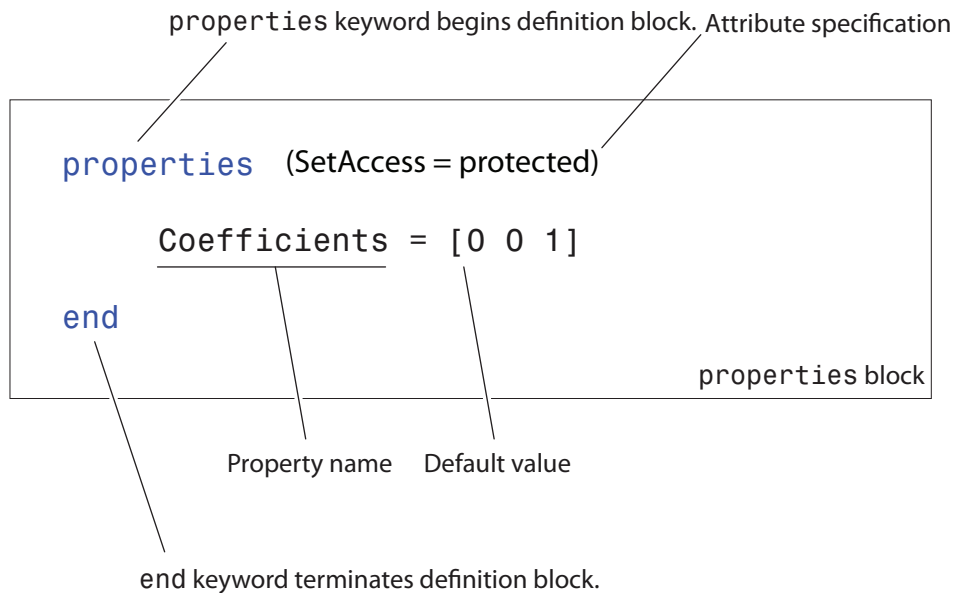 properties keyword begins definition block. Attribute specification
properties (SetAccess = protected)
Coefficients = [0 0 1]
end
properties block
Property name Default value
end keyword terminates definition block.